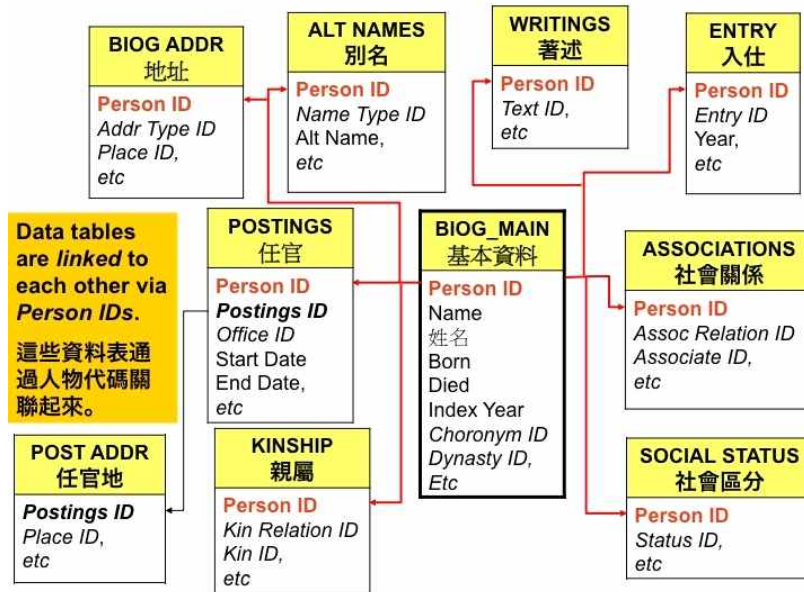 BIOG ADDR
地址
Person ID
Addr Type ID
Place ID,
etc
ALT NAMES
別名
Person ID
Name Type ID
Alt Name,
etc
WRITINGS
著述
Person ID
Text ID,
etc
ENTRY
入仕
Person ID
Entry ID
Year,
etc
Data tables
are linked to
each other via
Person IDs.
這些資料表通
過人物代碼關
聯起來。
POSTINGS
任官
Person ID
Postings ID
Office ID
Start Date
End Date,
etc
BIOG_MAIN
基本資料
Person ID
Name
姓名
Born
Died
Index Year
Choronym ID
Dynasty ID,
Etc
ASSOCIATIONS
社會關係
Person ID
Assoc Relation ID
Associate ID,
etc
POST ADDR
任官地
Postings ID
Place ID,
etc
KINSHIP
親屬
Person ID
Kin Relation ID
Kin ID,
etc
SOCIAL STATUS
社會區分
Person ID
Status ID,
etc